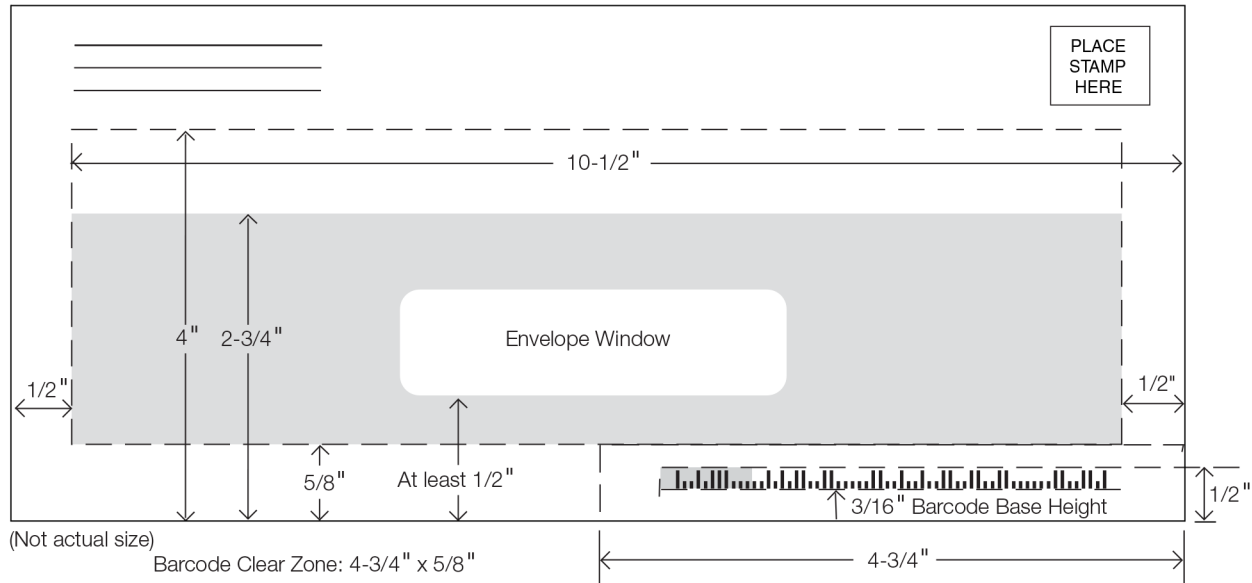 PLACE
STAMP
HERE
10-1/2"
4"
2-3/4"
Envelope Window
1/2"
1/2"
5/8"
At least 1/2"
1/2"
3/16" Barcode Base Height
(Not actual size)
Barcode Clear Zone: 4-3/4" x 5/8"
4-3/4"